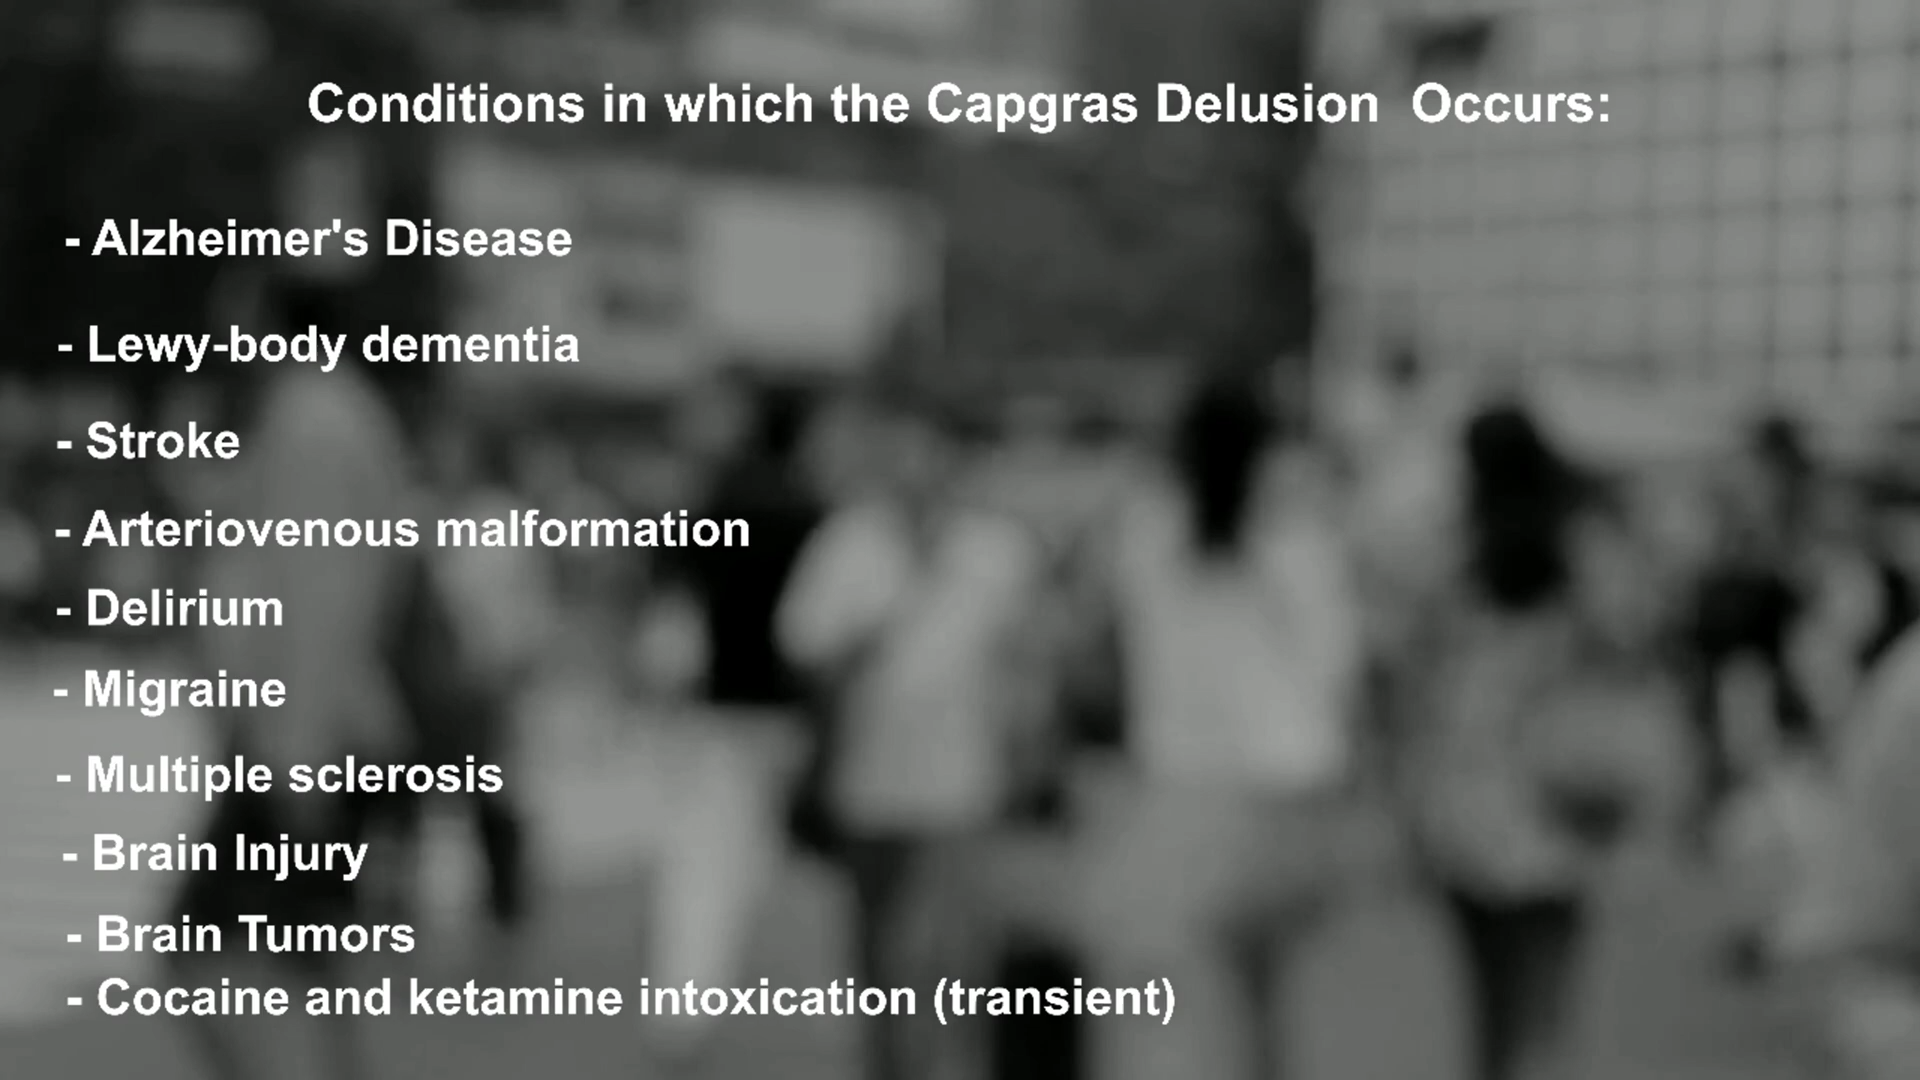 Conditions in which the Capgras Delusion  Occurs:
- Alzheimer's Disease
- Lewy-body dementia
- Stroke
- Arteriovenous malformation
- Delirium
- Migraine
- Multiple sclerosis
- Brain Injury
- Brain Tumors
- Cocaine and ketamine intoxication (transient)